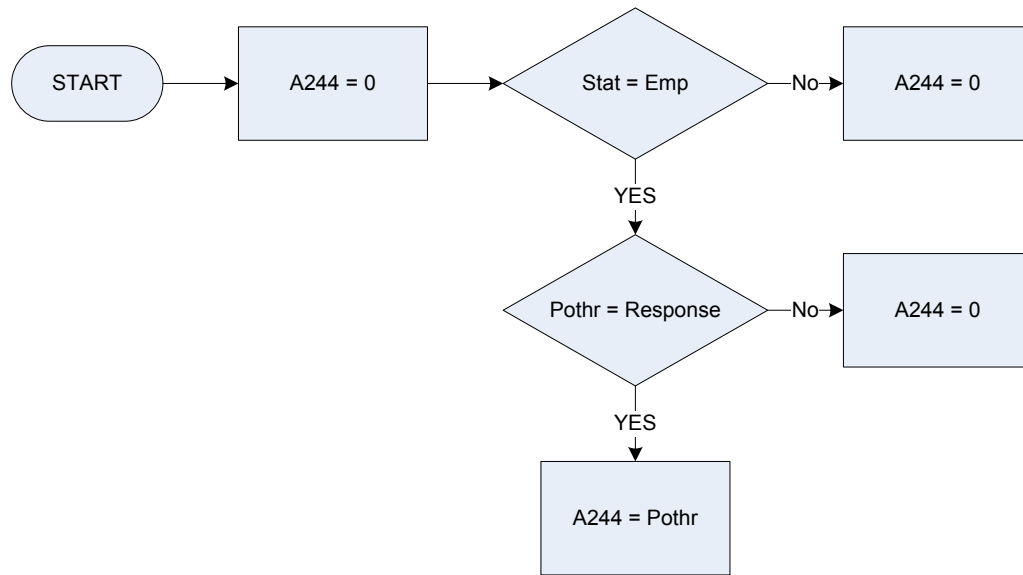 START
A244 = 0
Stat = Emp
No
A244 = 0
YES
Pothr = Response
No
A244 = 0
YES
A244 = Pothr